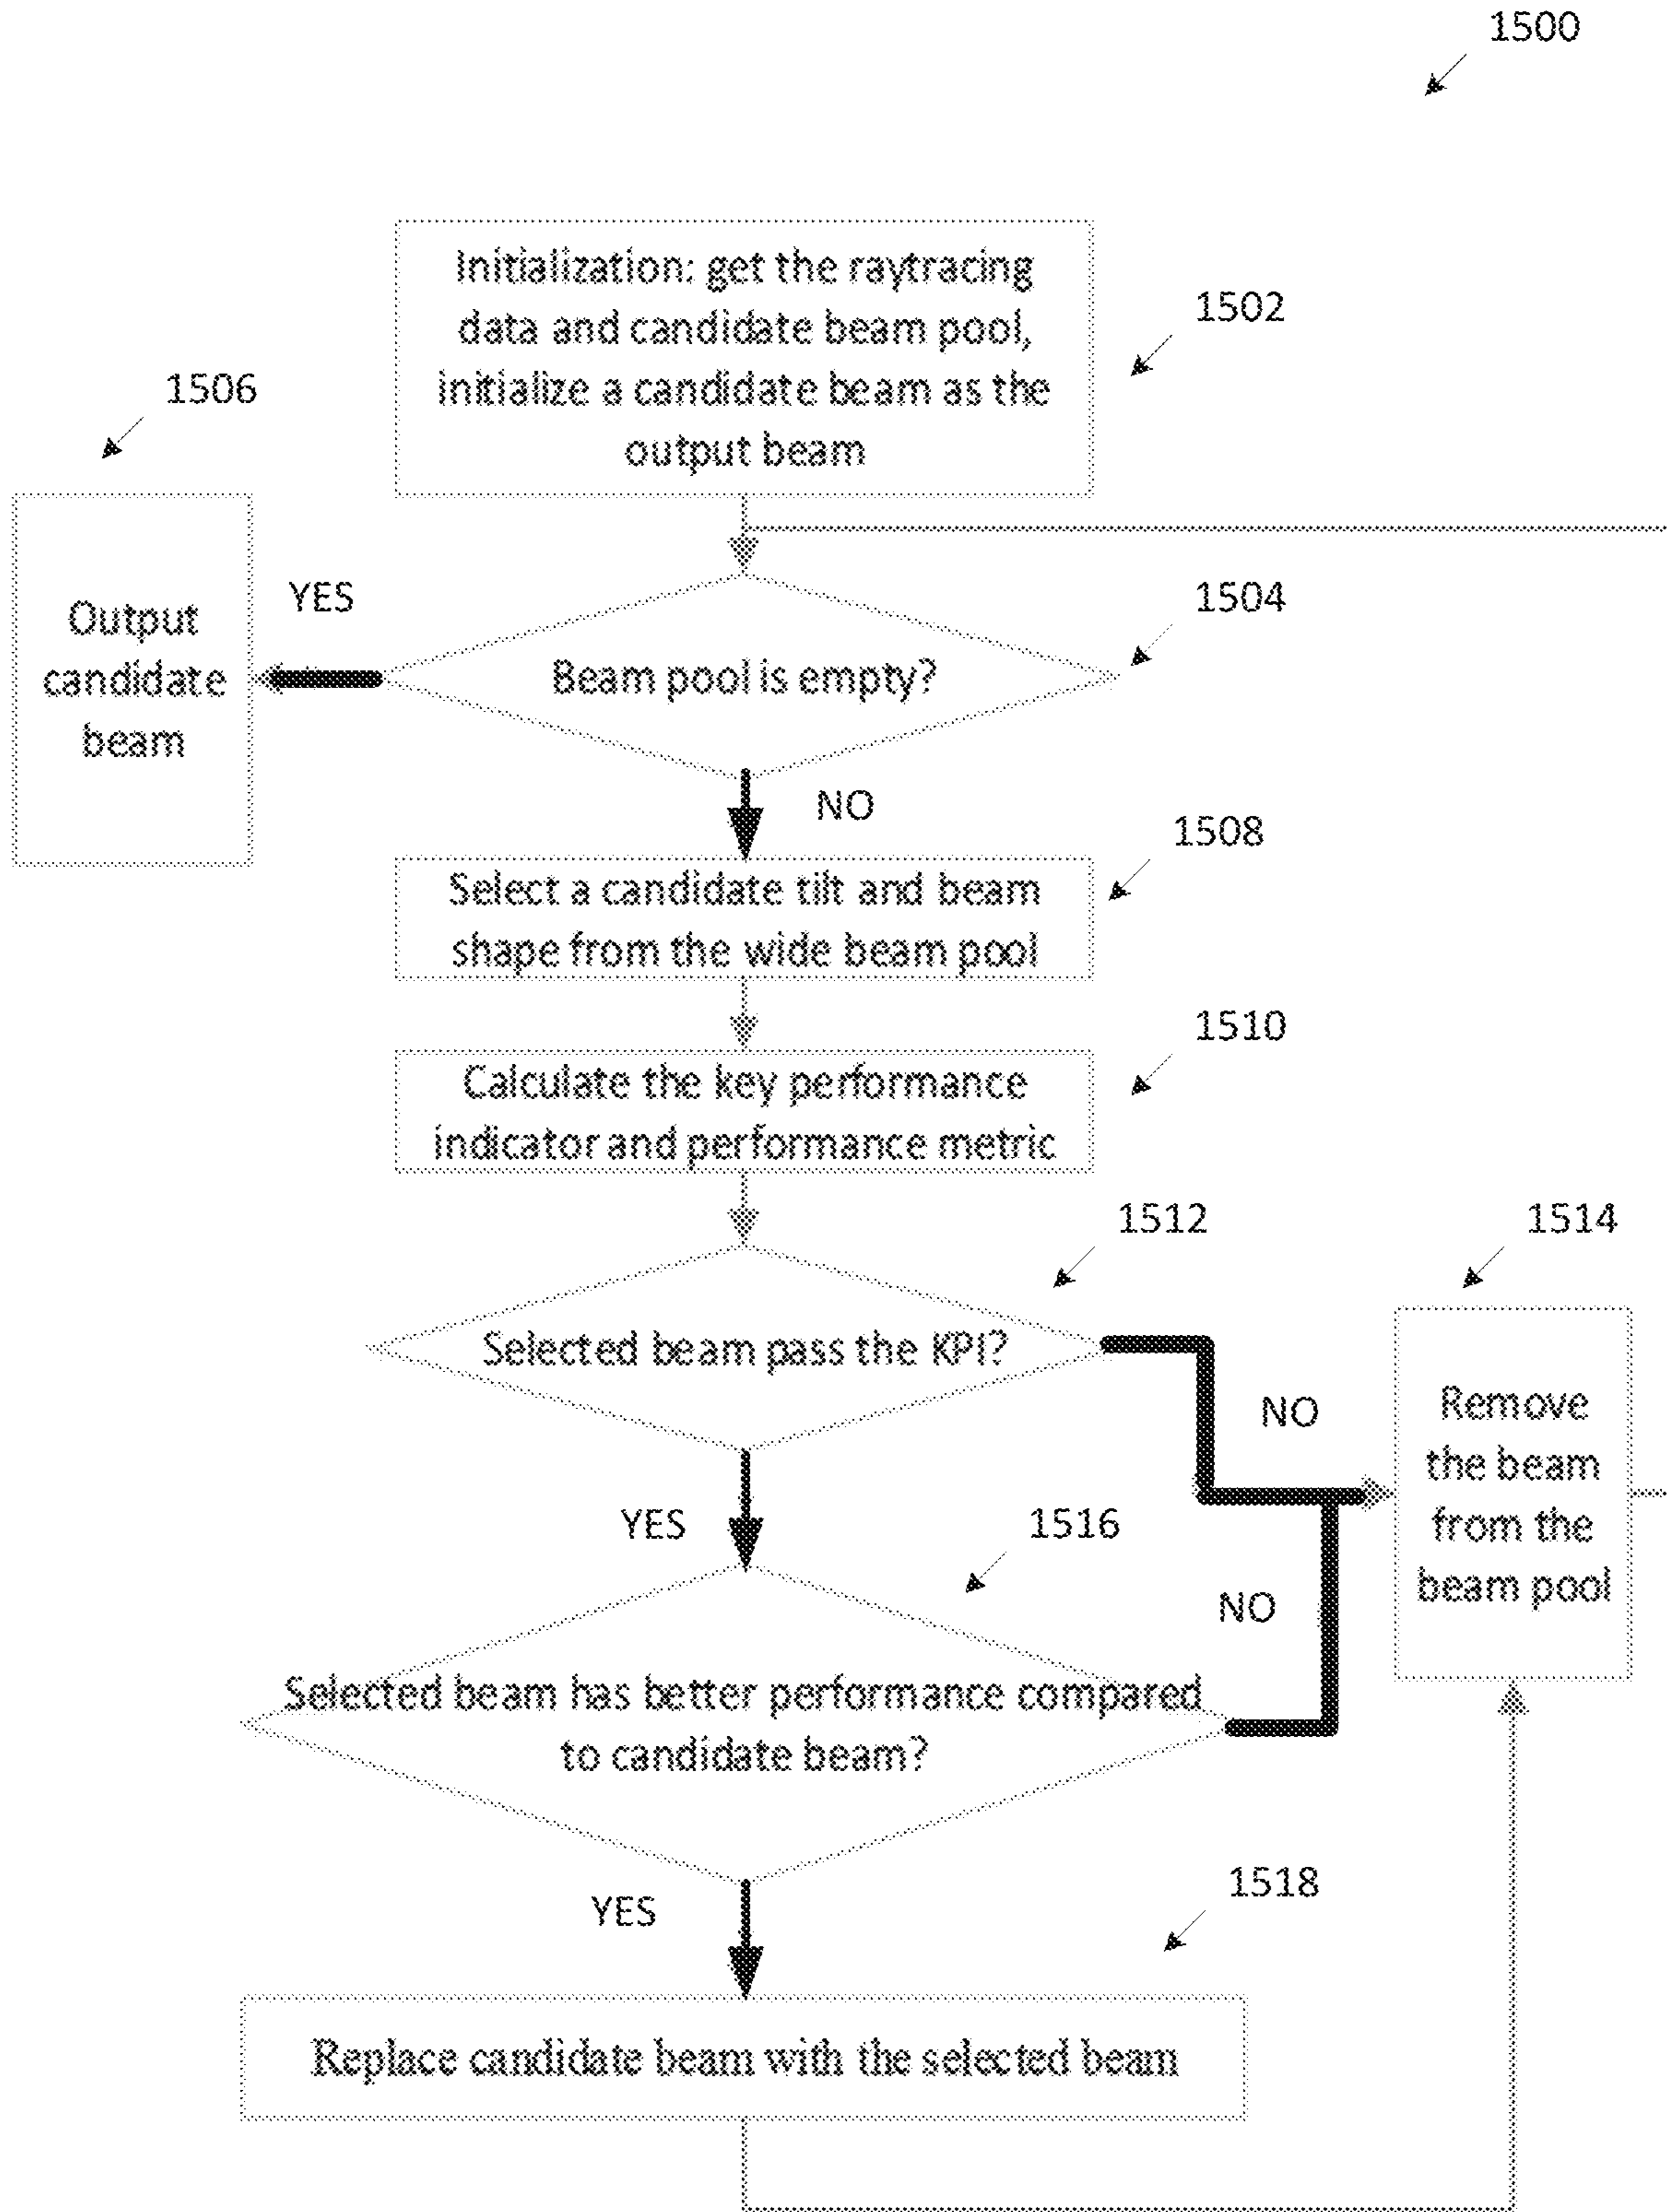 1500
Initialization: get the raytracing
data and candidate beam pool,
initialize a candidate beam as the
output beam
1502
1506
Output
candidate
beam
YES
Beam pool is empty?
1504
NO
1508
Select a candidate tilt and beam
shape from the wide beam pool
1510
Calculate the key performance
indicator and performance metric
1512
1514
Selected beam pass the KPI?
NO
Remove
the beam
from the
beam pool
YES
1516
NO
Selected beam has better performance compared
to candidate beam?
YES
1518
Replace candidate beam with the selected beam